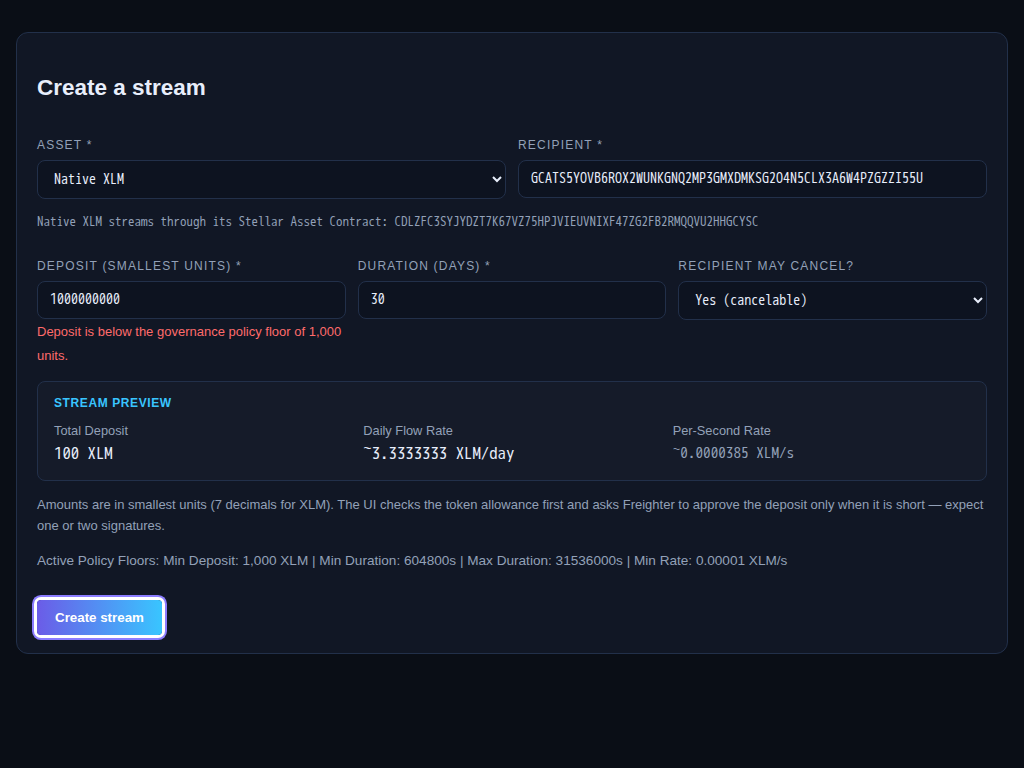 Create a stream
ASSET *
RECIPIENT *
Native XLM
GCATS5YOVB6ROX2WUNKGNQ2MP3GMXDMKSG2O4N5CLX3A6W4PZGZZI55U
Native XLM streams through its Stellar Asset Contract: CDLZFC3SYJYDZT7K67VZ75HPJVIEUVNIXF47ZG2FB2RMQQVU2HHGCYSC
DEPOSIT (SMALLEST UNITS) *
DURATION (DAYS) *
RECIPIENT MAY CANCEL?
1000000000
30
Yes (cancelable)
Deposit is below the governance policy floor of 1,000
units.
STREAM PREVIEW
Total Deposit
Daily Flow Rate
Per-Second Rate
100 XLM
~3.3333333 XLM/day
~0.0000385 XLM/s
Amounts are in smallest units (7 decimals for XLM). The UI checks the token allowance first and asks Freighter to approve the deposit only when it is short — expect
one or two signatures.
Active Policy Floors: Min Deposit: 1,000 XLM | Min Duration: 604800s | Max Duration: 31536000s | Min Rate: 0.00001 XLM/s
Create stream